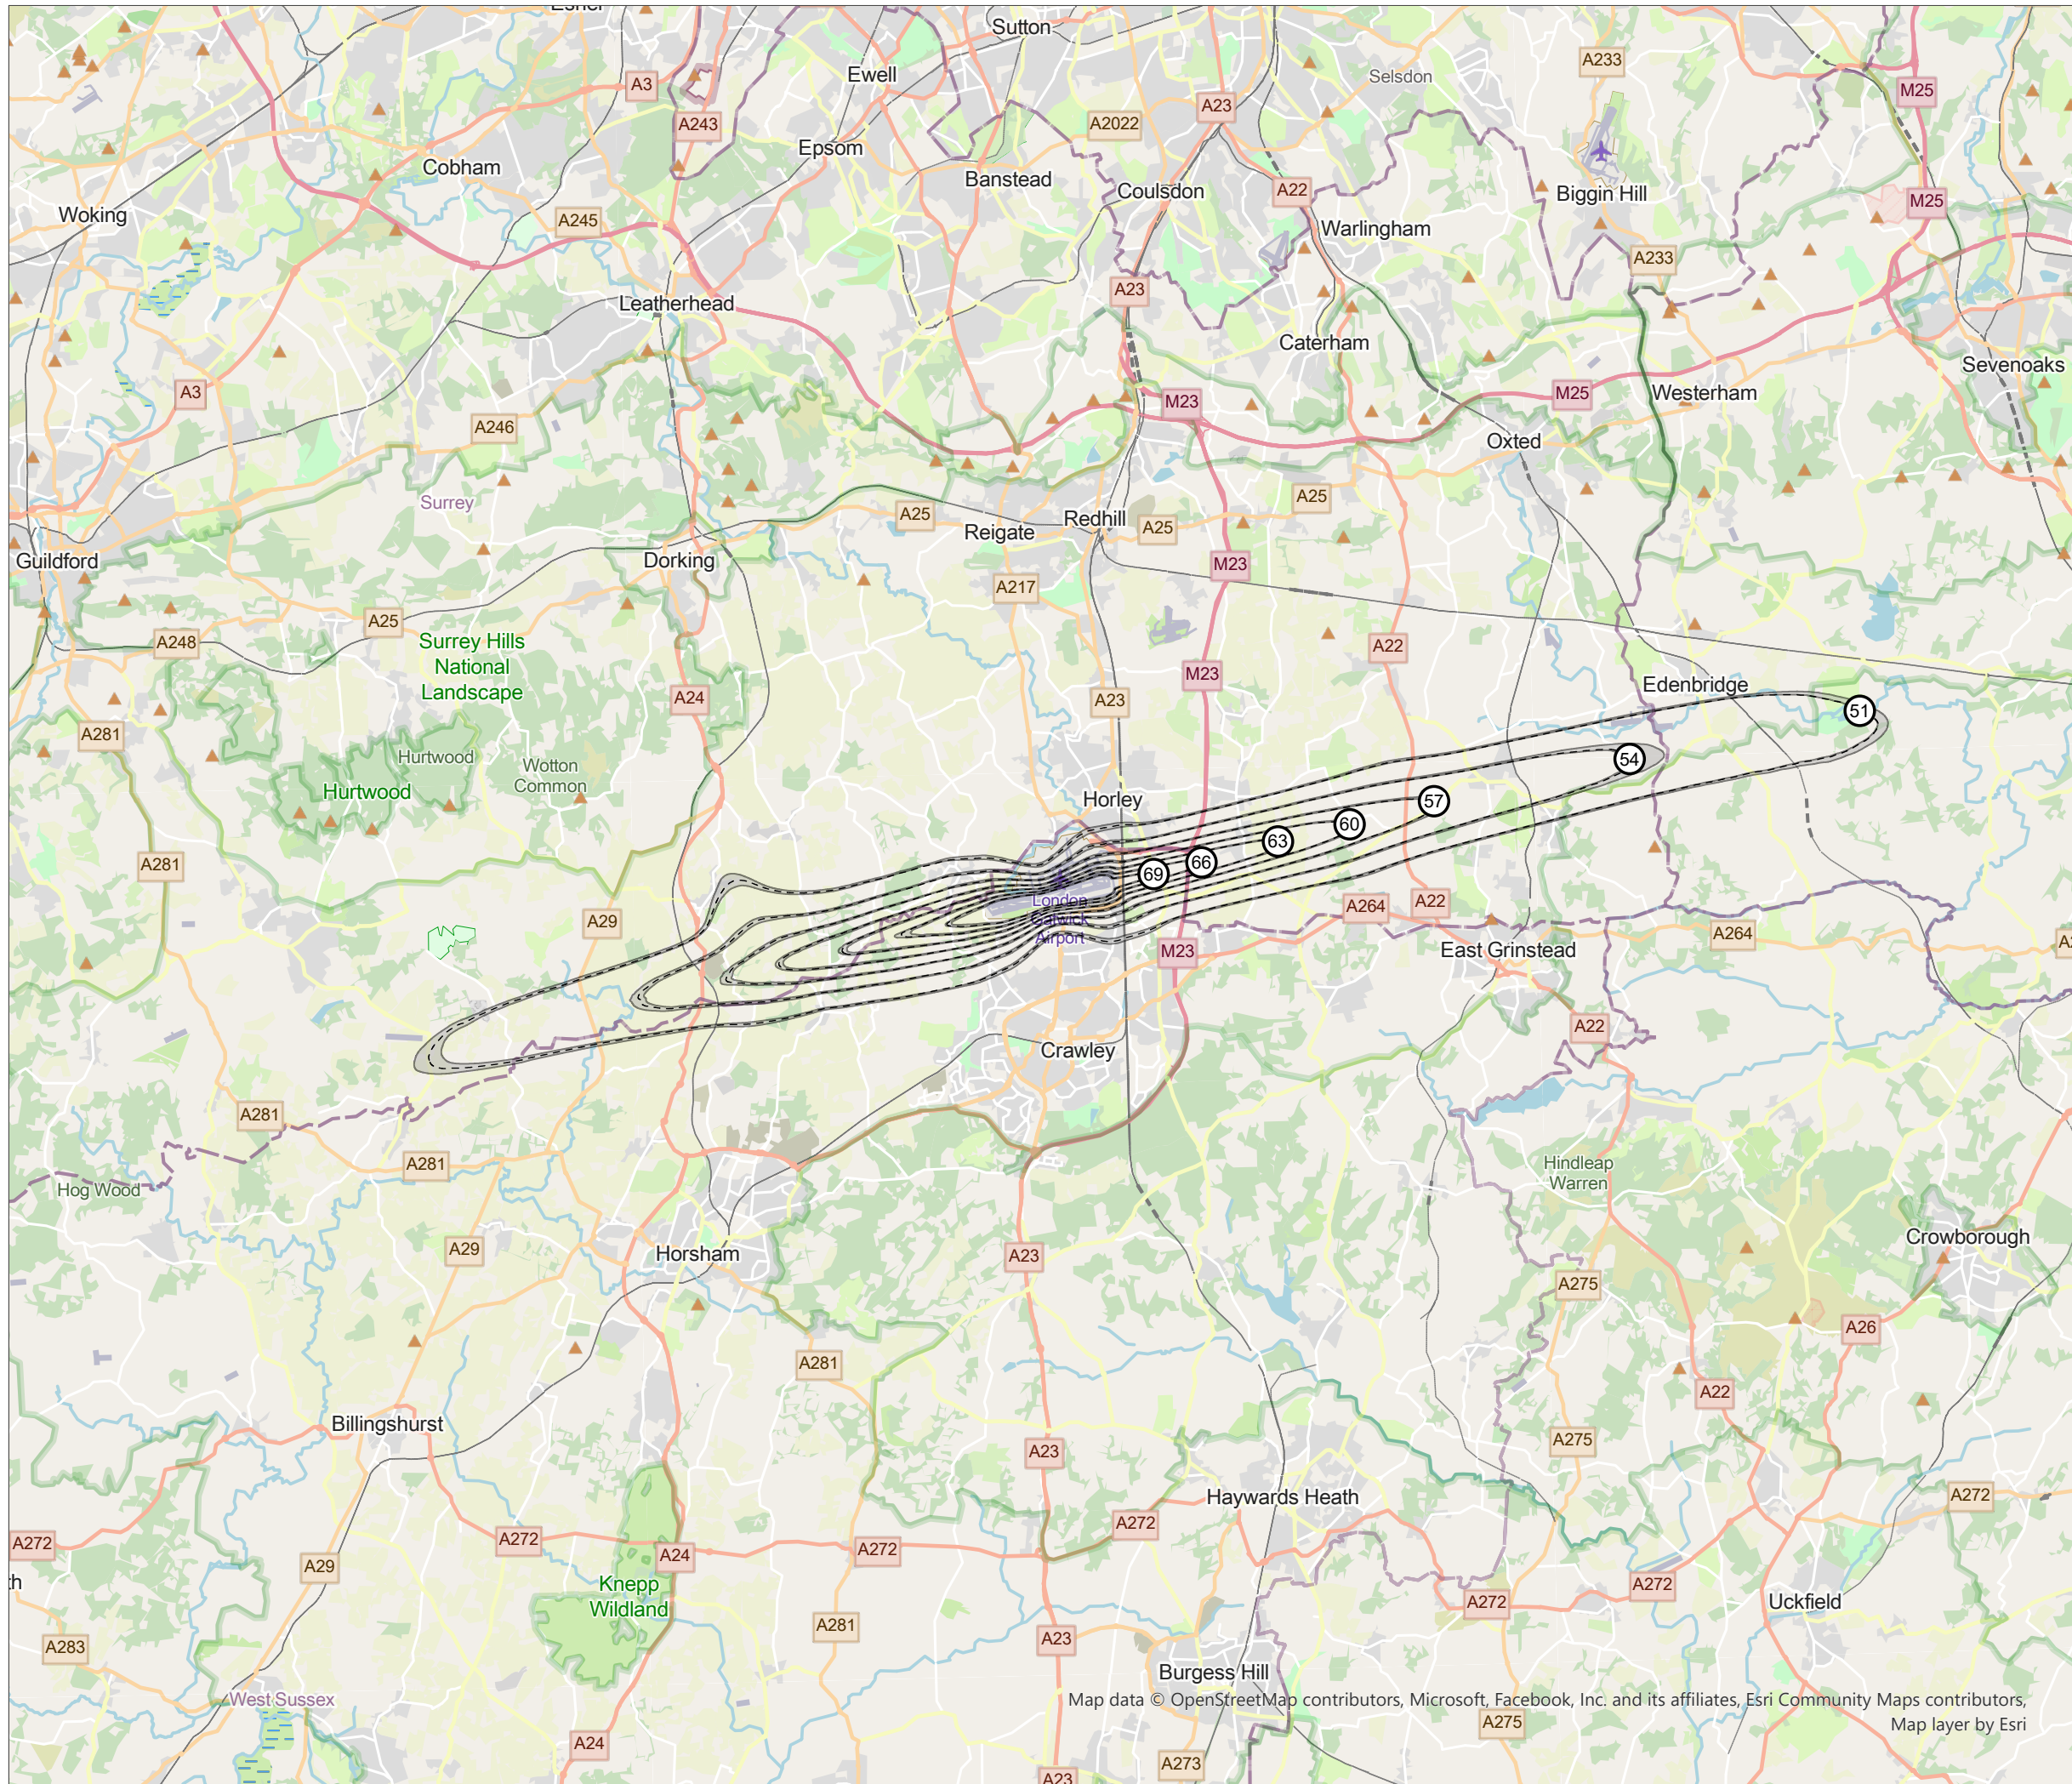 Sutton
Ewell
A3
A243
A2022
A23
Selsdon
A233
M25
Epsom
Cobham
Banstead
Coulsdon
A22
Biggin Hill
M25
Woking
A245
Warlingham
A233
Leatherhead
A23
Caterham
Sevenoaks
A3
M23
M25
Westerham
A246
Oxted
Surrey
A25
A25
Redhill
A25
Reigate
Guildford
Dorking
M23
A217
A25
A248
Surrey Hills
National
Landscape
A22
M23
Edenbridge
A24
A23
51
A281
Hurtwood
54
Wotton
Common
Hurtwood
Horley
57
60
63
A281
66
69
London
Gatwick
Airport
A264
A22
A29
A264
M23
East Grinstead
A22
Crawley
A281
A281
Hindleap
Warren
Hog Wood
A29
Horsham
A23
Crowborough
A275
A26
A281
A22
Billingshurst
A23
A275
Haywards Heath
A272
A272
A272
A272
A272
A24
A29
Knepp
Wildland
A272
A272
Uckfield
A281
A23
A283
Burgess Hill
West Sussex
Map data © OpenStreetMap contributors, Microsoft, Facebook, Inc. and its affiliates, Esri Community Maps contributors,
Map layer by Esri
A275
A24
A273
A23